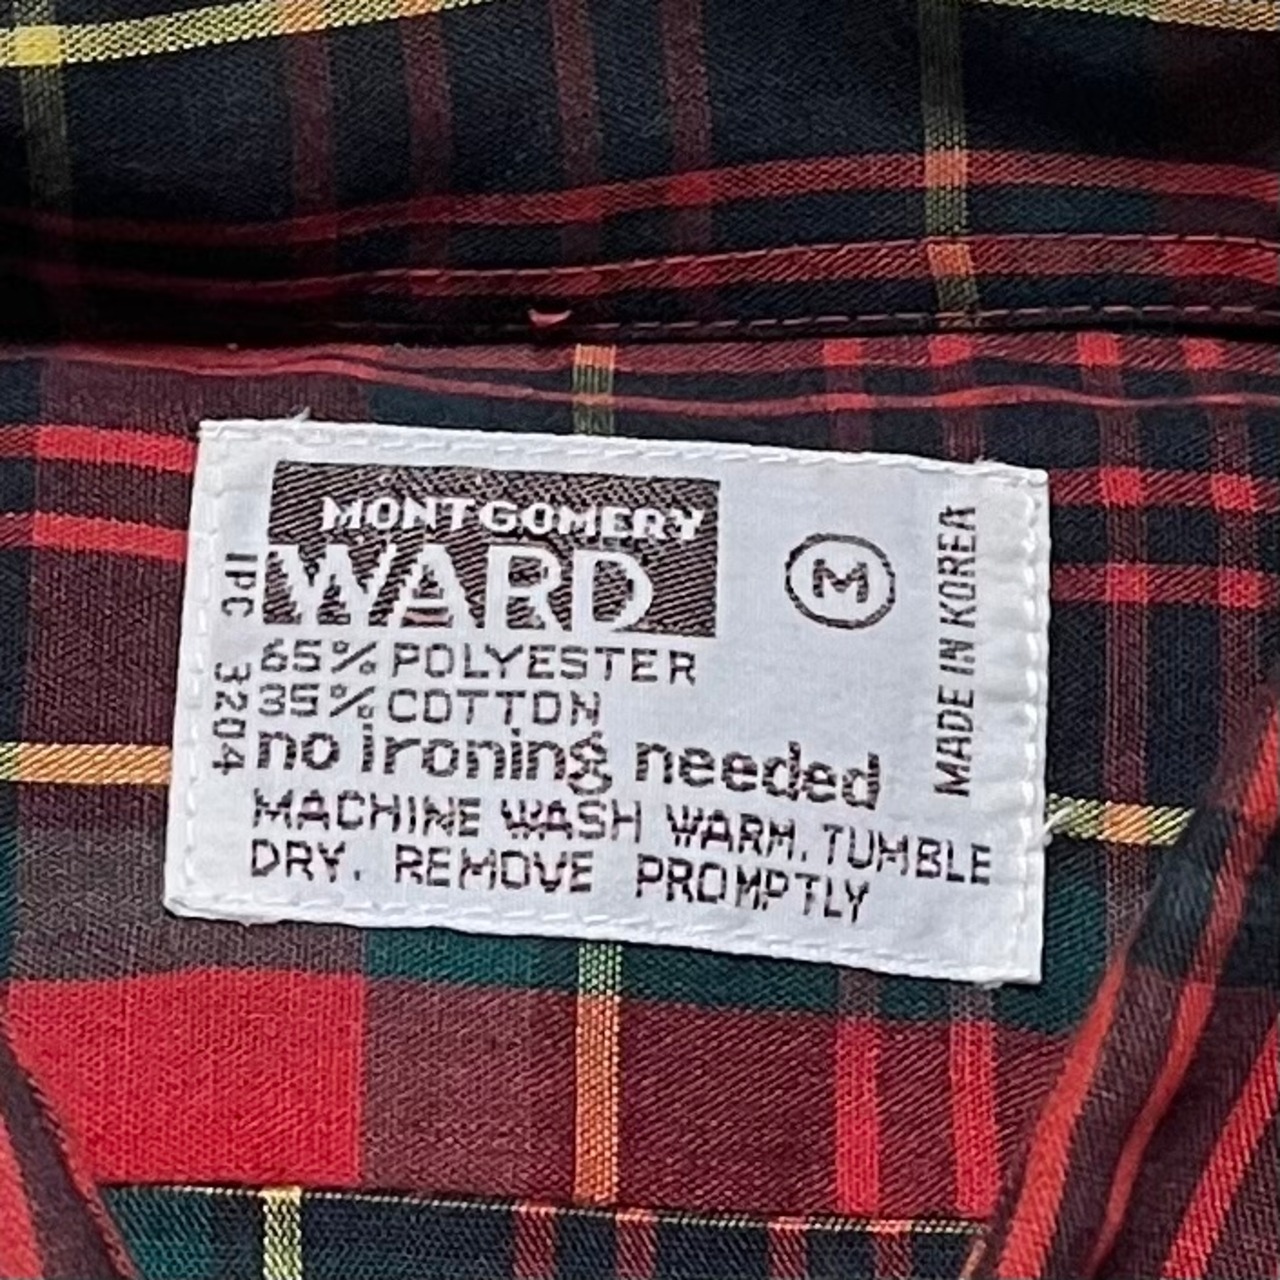 MONTGOMERY
WARD
M
65% POLYESTER
35% COTTON
no ironing needed
MACHINE WASH WARM. TUMBLE
DRY. REMOVE PROMPTLY
IPC 3204
MADE IN KOREA